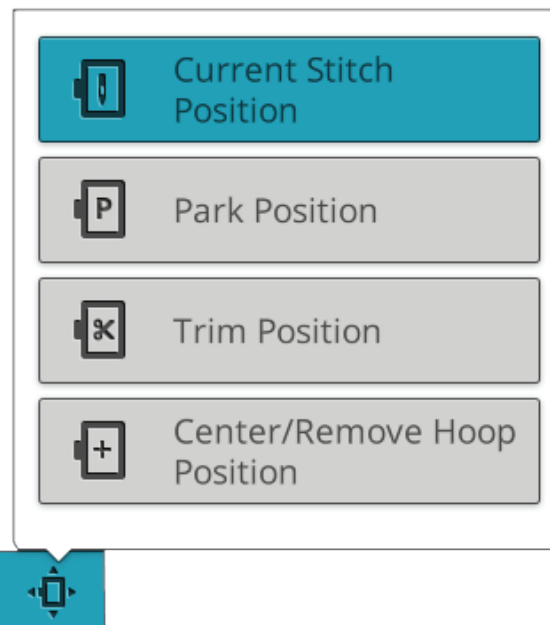 Current Stitch
Position
P
Park Position
Trim Position
Center/Remove Hoop
Position